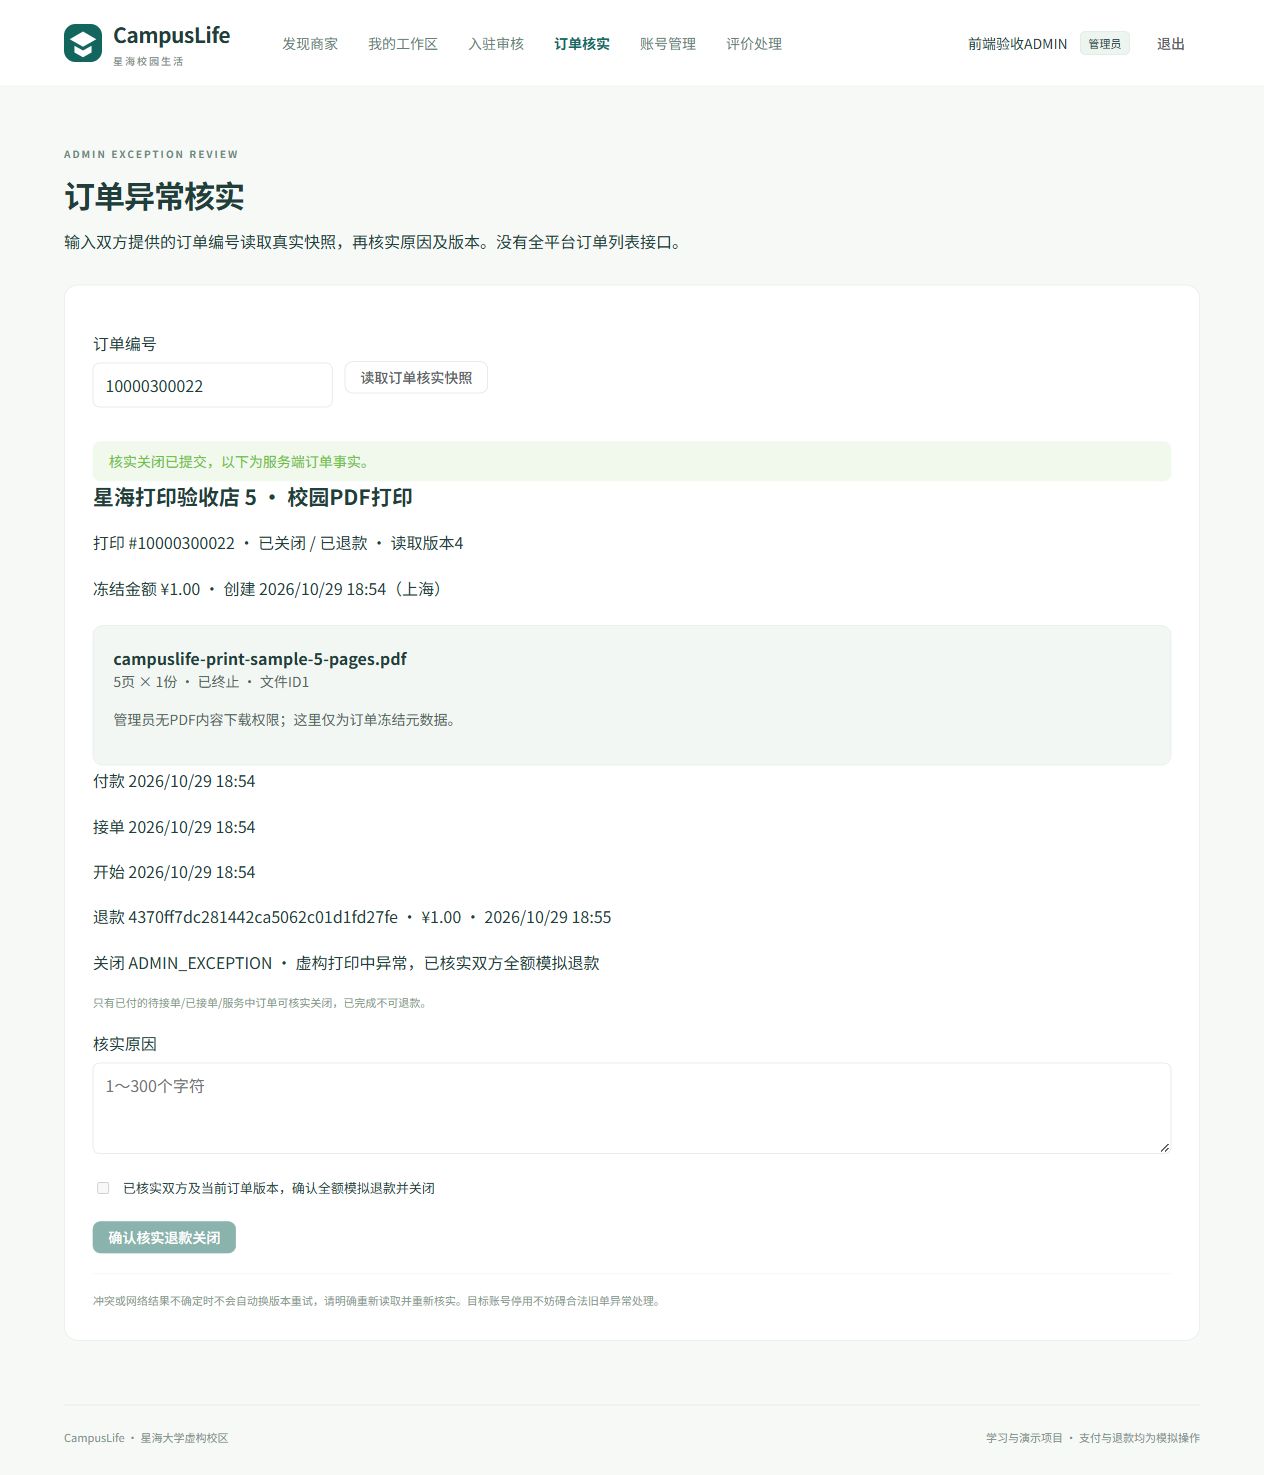 CampusLife
星海校园生活
发现商家
我的工作区
入驻审核
订单核实
账号管理
评价处理
前端验收ADMIN
管理员
退出
ADMIN EXCEPTION REVIEW
订单异常核实
输入双方提供的订单编号读取真实快照，再核实原因及版本。没有全平台订单列表接口。
订单编号
10000300022
读取订单核实快照
核实关闭已提交，以下为服务端订单事实。
星海打印验收店 5 · 校园PDF打印
打印 #10000300022 · 已关闭 / 已退款 · 读取版本4
冻结金额 ¥1.00 · 创建 2026/10/29 18:54（上海）
campuslife-print-sample-5-pages.pdf
5页 × 1份 · 已终止 · 文件ID1
管理员无PDF内容下载权限；这里仅为订单冻结元数据。
付款 2026/10/29 18:54
接单 2026/10/29 18:54
开始 2026/10/29 18:54
退款 4370ff7dc281442ca5062c01d1fd27fe · ¥1.00 · 2026/10/29 18:55
关闭 ADMIN_EXCEPTION · 虚构打印中异常，已核实双方全额模拟退款
只有已付的待接单/已接单/服务中订单可核实关闭，已完成不可退款。
核实原因
1～300个字符
已核实双方及当前订单版本，确认全额模拟退款并关闭
确认核实退款关闭
冲突或网络结果不确定时不会自动换版本重试，请明确重新读取并重新核实。目标账号停用不妨碍合法旧单异常处理。
CampusLife · 星海大学虚构校区
学习与演示项目 · 支付与退款均为模拟操作